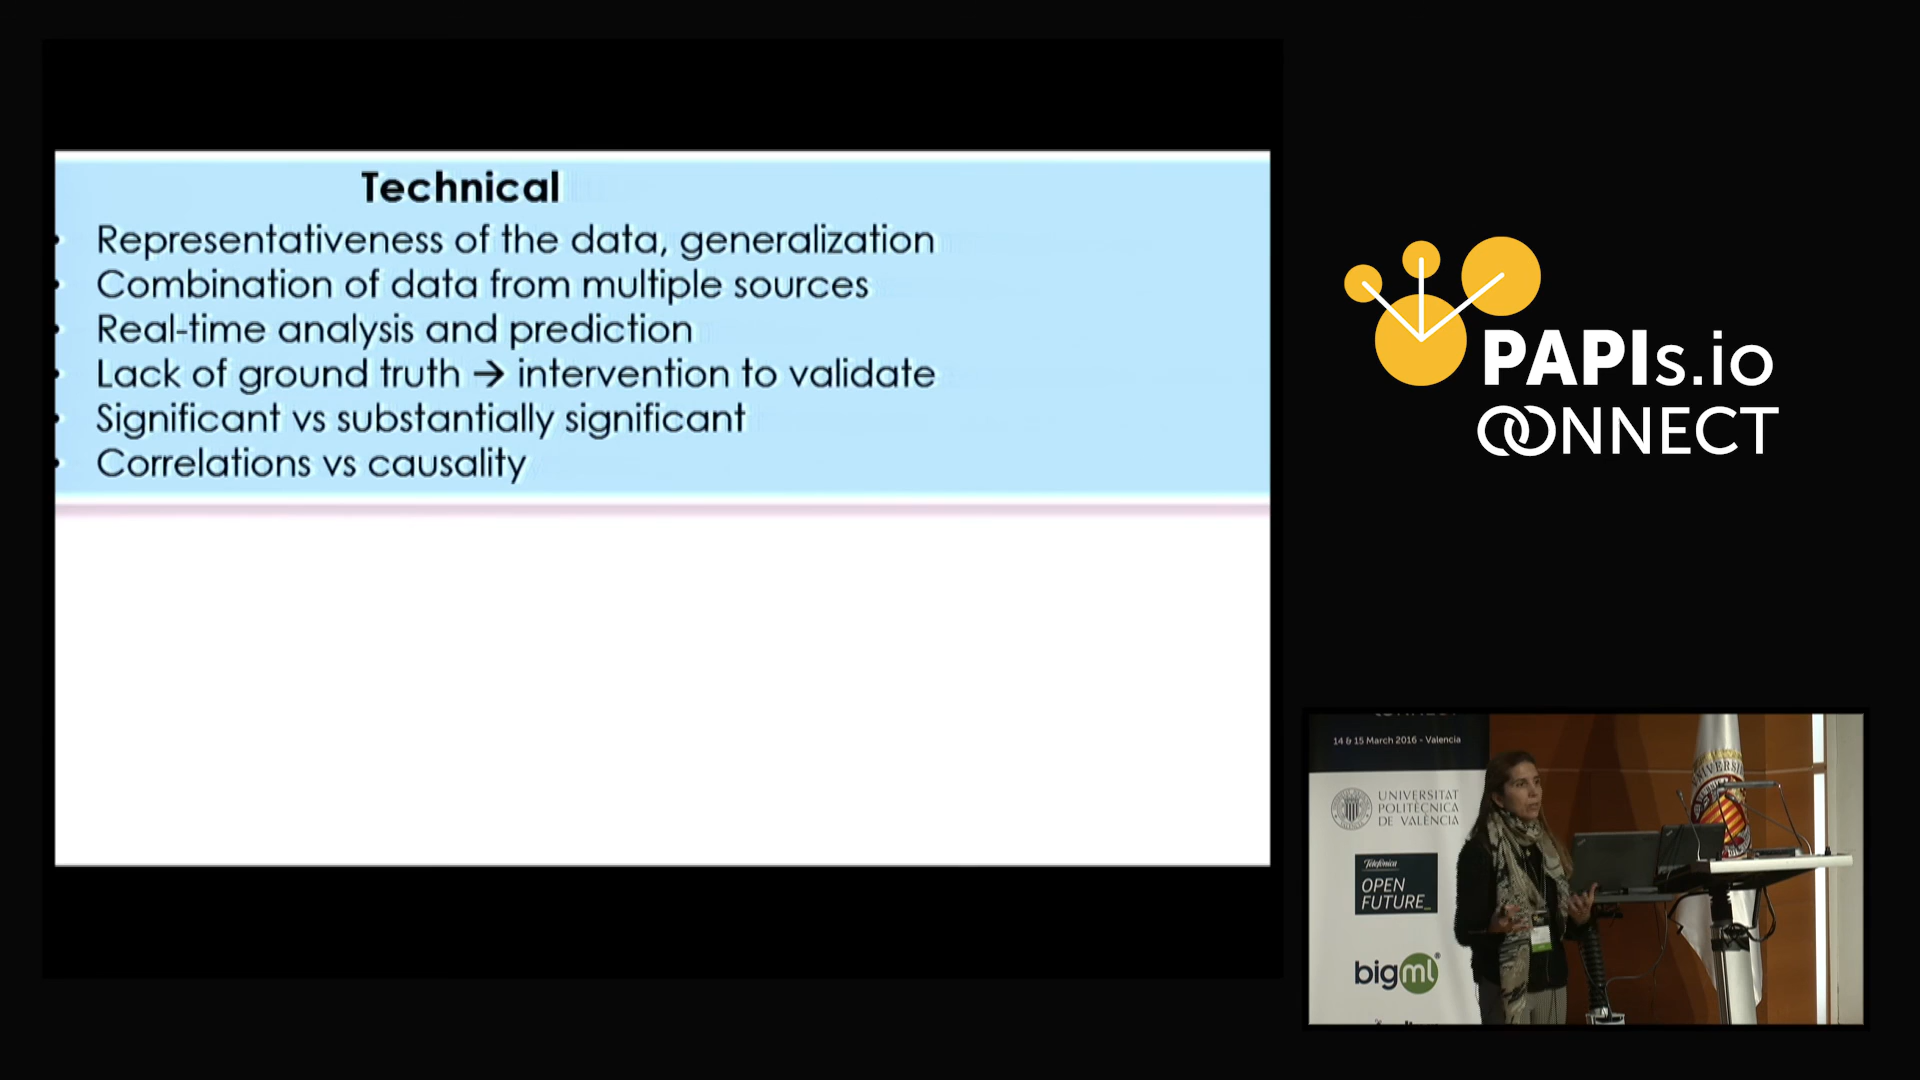 Technical
• Representativeness of the data, generalization
• Combination of data from multiple sources
• Real-time analysis and prediction
• Lack of ground truth → intervention to validate
• Significant vs substantially significant
• Correlations vs causality
PAPIs.io
CONNECT
14 & 15 March 2016 - Valencia
UNIVERSITAT
POLITÈCNICA
DE VALÈNCIA
Telefónica
OPEN
FUTURE_
bigml
UNIVERSI